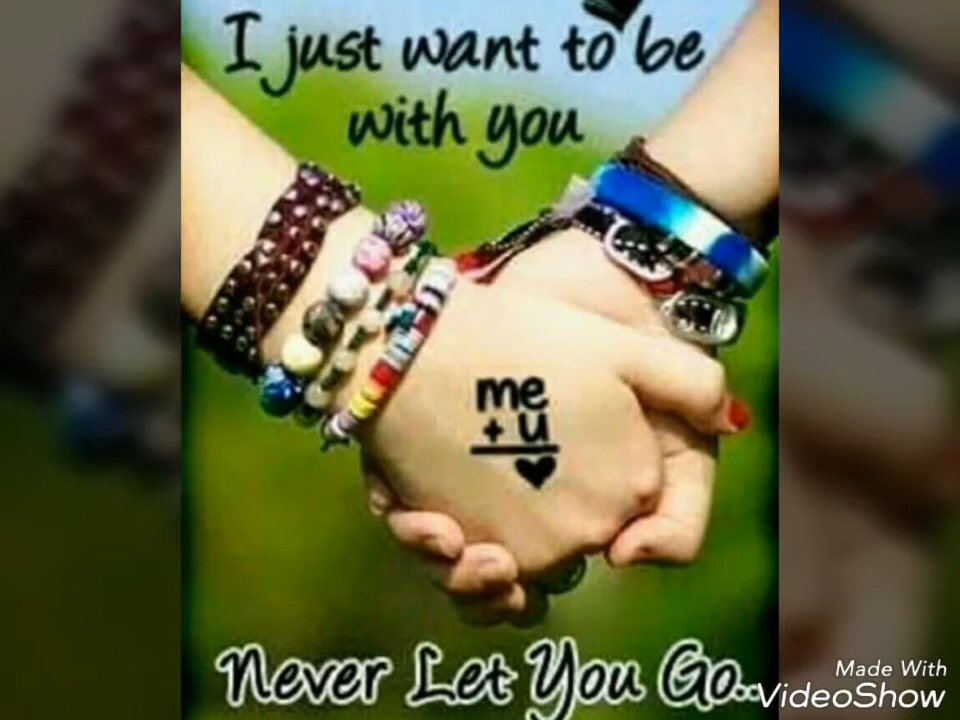 I just want to be
with you
me
+ u
♥
Never Let You Go..
Made With
VideoShow